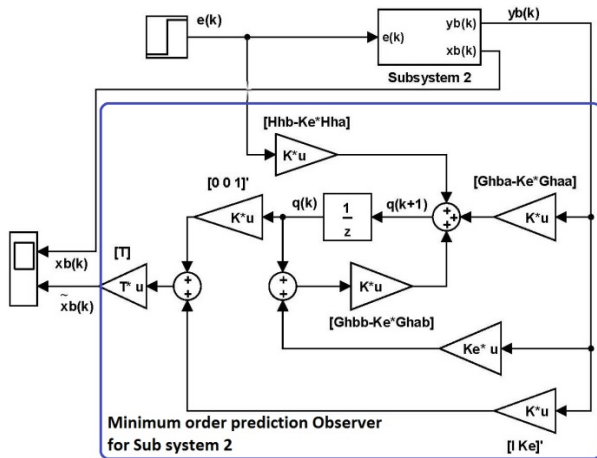 e(k)
yb(k)
e(k)
yb(k)
xb(k)
Subsystem 2
[Hhb-Ke*Hha]
K*u
[0 0 1]'
[Ghba-Ke*Ghaa]
K*u
q(k)
1
z
q(k+1)
+
+
+
K*u
[T]
xb(k)
T* u
+
+
+
+
K*u
~
xb(k)
[Ghbb-Ke*Ghab]
Ke* u
Minimum order prediction Observer
for Sub system 2
K*u
[I Ke]'